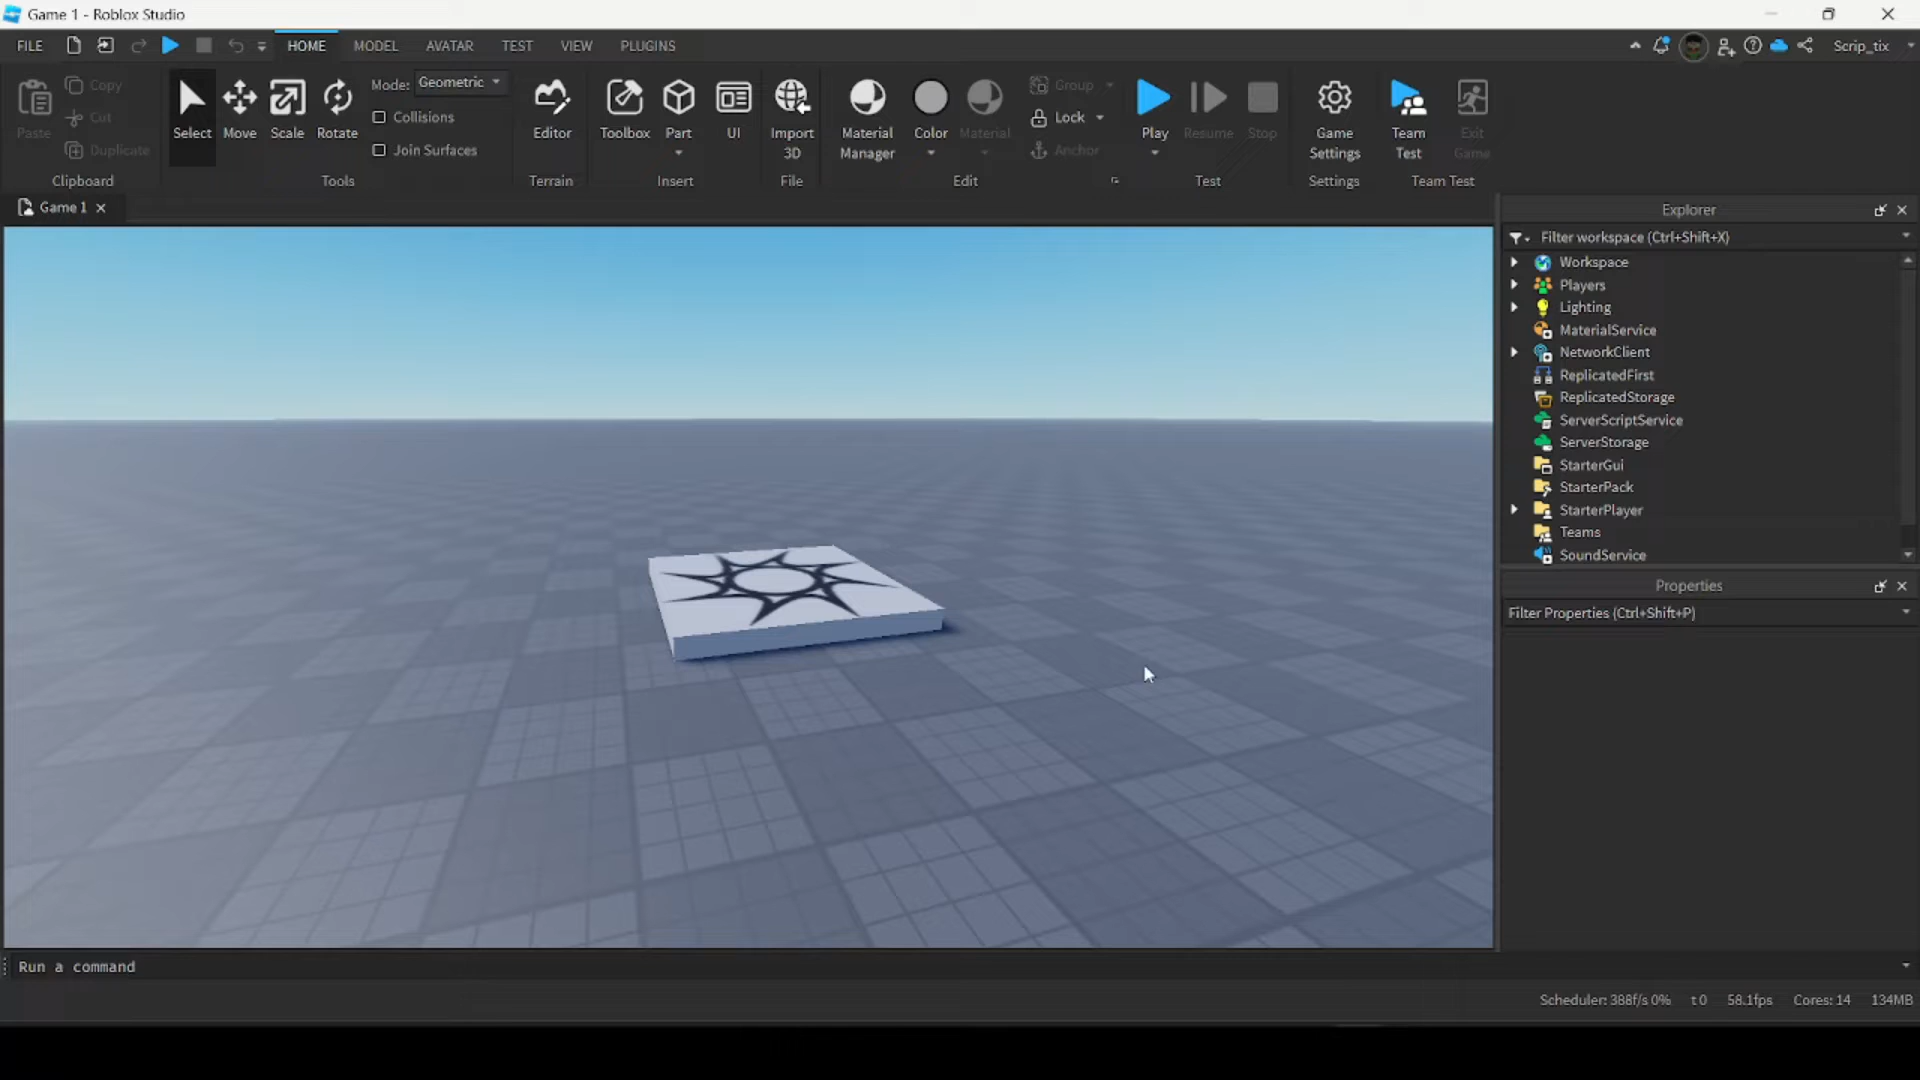 Game 1 - Roblox Studio
FILE HOME MODEL AVATAR TEST VIEW PLUGINS Scrip_tix
Paste Copy Cut Duplicate
Clipboard
Select Move Scale Rotate
Mode: Geometric
Collisions
Join Surfaces
Tools
Editor
Terrain
Toolbox Part UI
Insert
Import 3D
File
Material Manager Color Material
Group
Lock
Anchor
Edit
Play Resume Stop
Test
Game Settings
Settings
Team Test Exit Game
Team Test
Game 1
Explorer
Filter workspace (Ctrl+Shift+X)
Workspace
Players
Lighting
MaterialService
NetworkClient
ReplicatedFirst
ReplicatedStorage
ServerScriptService
ServerStorage
StarterGui
StarterPack
StarterPlayer
Teams
SoundService
Properties
Filter Properties (Ctrl+Shift+P)
Run a command
Scheduler: 388f/s 0% t 0 58.1fps Cores: 14 134MB